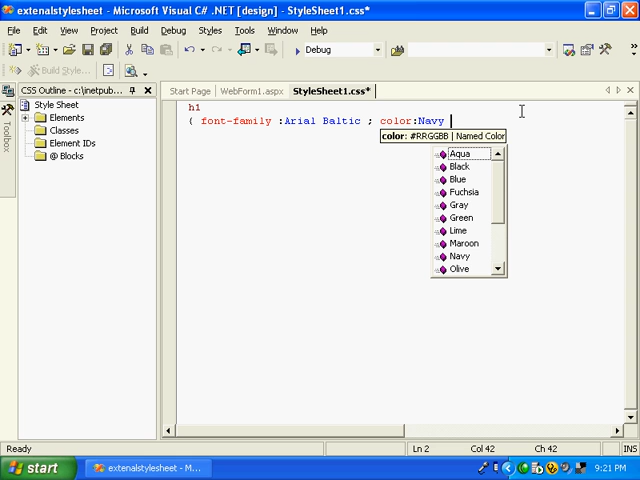 extenalstylesheet - Microsoft Visual C# .NET [design] - StyleSheet1.css*
File Edit View Project Build Debug Styles Tools Window Help
Debug
Build Style...
CSS Outline - c:\inetpub...
Start Page WebForm1.aspx StyleSheet1.css*
Style Sheet
Elements
Classes
Element IDs
@ Blocks
Toolbox
h1
{ font-family :Arial Baltic ; color:Navy
color: #RRGGBB | Named Color
Aqua
Black
Blue
Fuchsia
Gray
Green
Lime
Maroon
Navy
Olive
Ready Ln 2 Col 42 Ch 42 INS
start extenalstylesheet - M... 9:21 PM